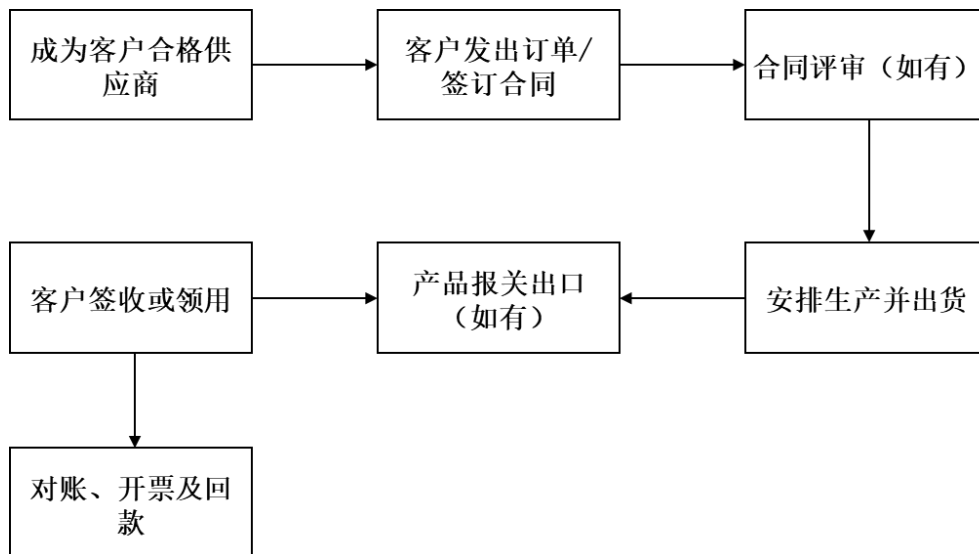 成为客户合格供
应商
客户发出订单/
签订合同
合同评审（如有）
客户签收或领用
产品报关出口
（如有）
安排生产并出货
对账、开票及回
款